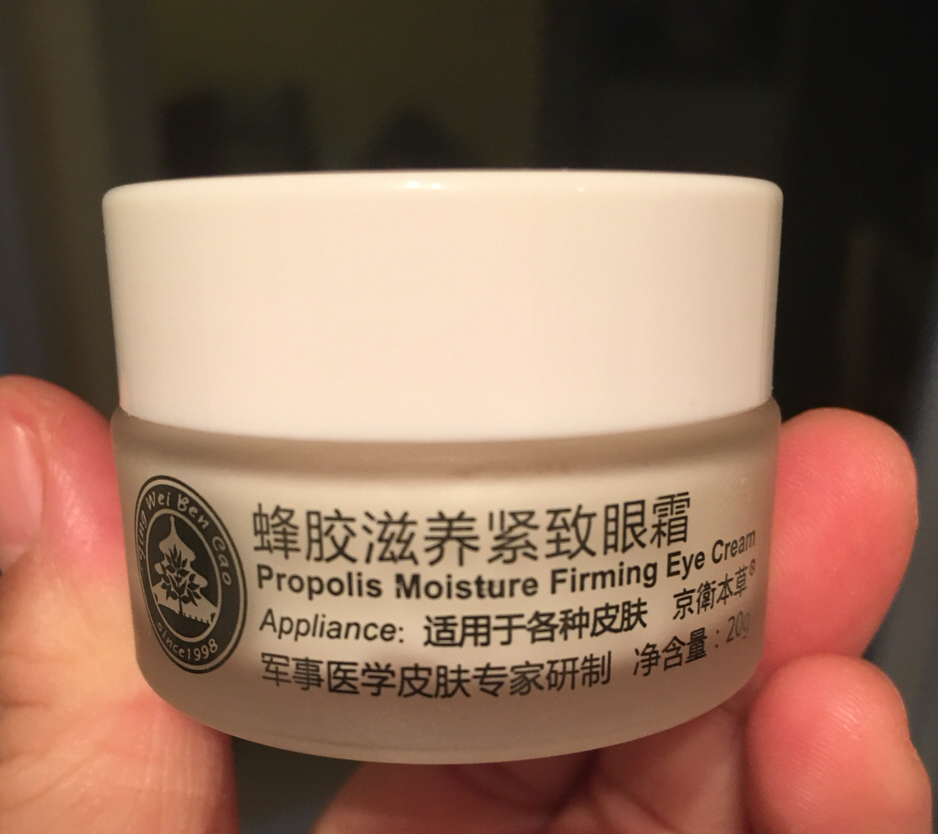 Jing Wei Ben Cao
since1998
蜂胶滋养紧致眼霜
Propolis Moisture Firming Eye Cream
Appliance: 适用于各种皮肤 京衛本草®
军事医学皮肤专家研制 净含量：20g